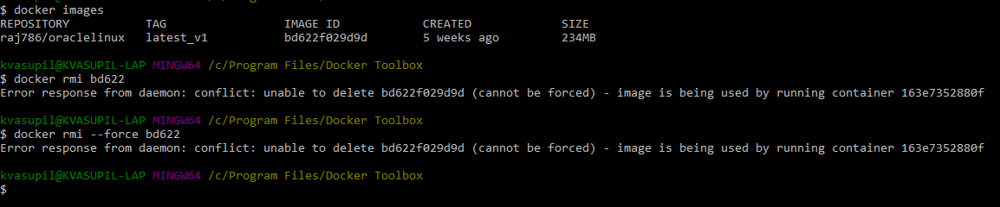 $ docker images
REPOSITORY TAG IMAGE ID CREATED SIZE
raj786/oraclelinux latest_v1 bd622f029d9d 5 weeks ago 234MB
kvasupil@KVASUPIL-LAP MINGW64 /c/Program Files/Docker Toolbox
$ docker rmi bd622
Error response from daemon: conflict: unable to delete bd622f029d9d (cannot be forced) - image is being used by running container 163e7352880f
kvasupil@KVASUPIL-LAP MINGW64 /c/Program Files/Docker Toolbox
$ docker rmi --force bd622
Error response from daemon: conflict: unable to delete bd622f029d9d (cannot be forced) - image is being used by running container 163e7352880f
kvasupil@KVASUPIL-LAP MINGW64 /c/Program Files/Docker Toolbox
$